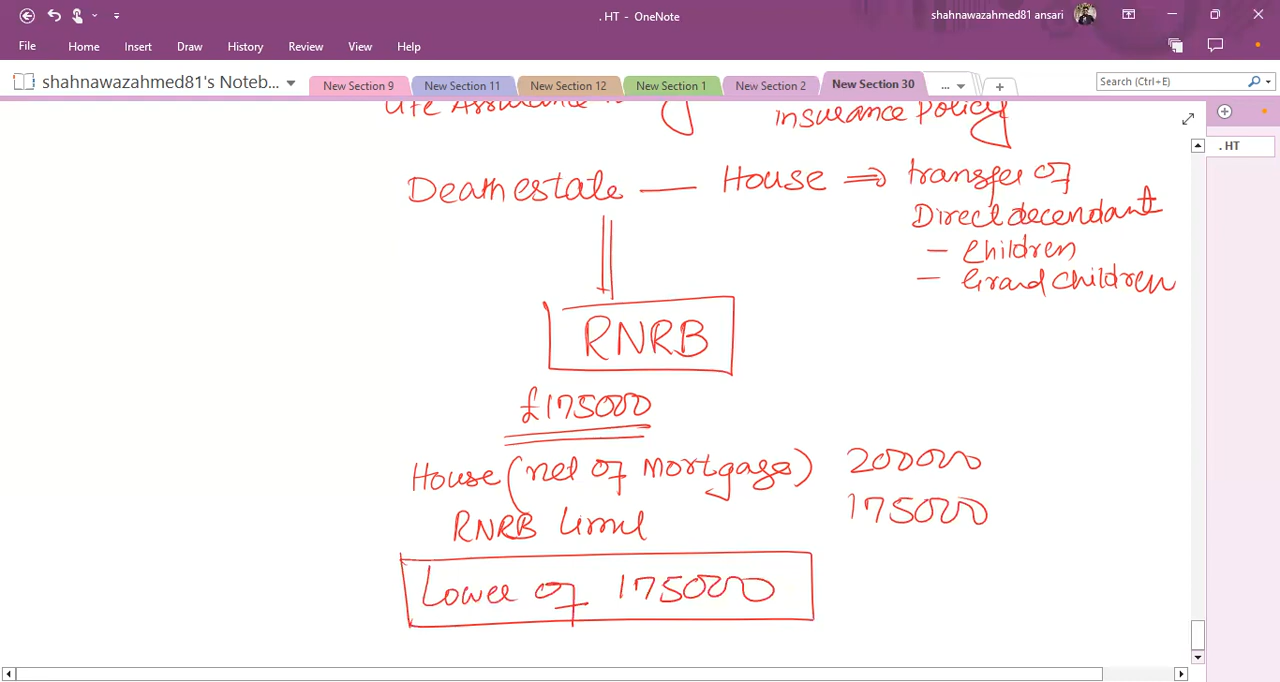 . HT - OneNote
shahnawazahmed81 ansari
File Home Insert Draw History Review View Help
shahnawazahmed81's Noteb...
New Section 9 New Section 11 New Section 12 New Section 1 New Section 2 New Section 30 ...
Search (Ctrl+E)
. HT
Life Assurance
insurance Policy
Death estate — House ⇒ transfer of
Direct decendant
- Children
- Grand Children
RNRB
£175000
House (net of Mortgage) 200000
RNRB limit 175000
Lower of 175000